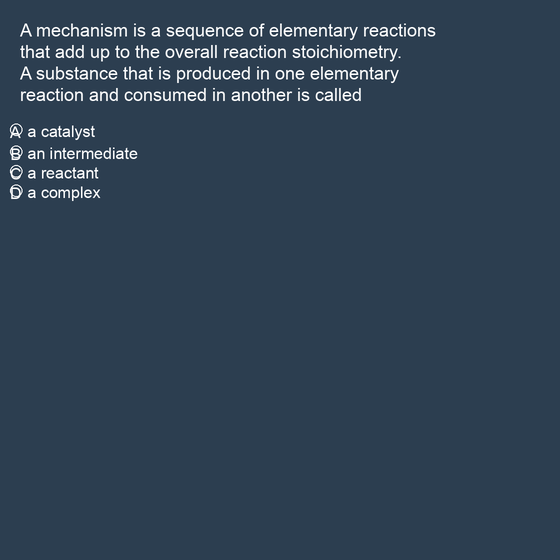 A mechanism is a sequence of elementary reactions
that add up to the overall reaction stoichiometry.
A substance that is produced in one elementary
reaction and consumed in another is called
A a catalyst
B an intermediate
C a reactant
D a complex